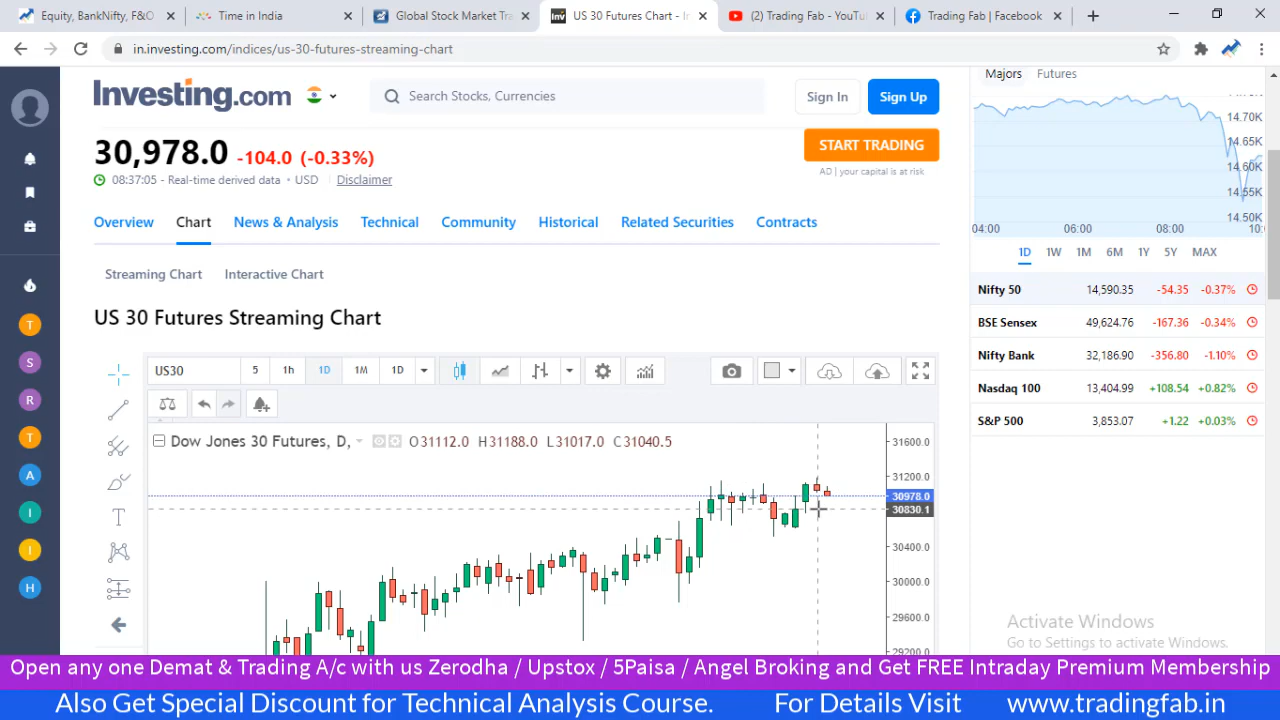 Equity, BankNifty, F&O
Time in India
Global Stock Market Tra
US 30 Futures Chart - In
(2) Trading Fab - YouTu
Trading Fab | Facebook
in.investing.com/indices/us-30-futures-streaming-chart
Investing.com
Search Stocks, Currencies
Sign In
Sign Up
30,978.0 -104.0 (-0.33%)
START TRADING
AD | your capital is at risk
08:37:05 - Real-time derived data • USD Disclaimer
Overview Chart News & Analysis Technical Community Historical Related Securities Contracts
Streaming Chart Interactive Chart
US 30 Futures Streaming Chart
US30 5 1h 1D 1M 1D
Dow Jones 30 Futures, D, O31112.0 H31188.0 L31017.0 C31040.5
31600.0
31200.0
30978.0
30830.1
30400.0
30000.0
29600.0
29200.0
T
S
R
T
A
I
I
H
Majors Futures
14.70K
14.65K
14.60K
14.55K
14.50K
04:00 06:00 08:00 10:
1D 1W 1M 6M 1Y 5Y MAX
Nifty 50 14,590.35 -54.35 -0.37%
BSE Sensex 49,624.76 -167.36 -0.34%
Nifty Bank 32,186.90 -356.80 -1.10%
Nasdaq 100 13,404.99 +108.54 +0.82%
S&P 500 3,853.07 +1.22 +0.03%
Activate Windows
Go to Settings to activate Windows.
Open any one Demat & Trading A/c with us Zerodha / Upstox / 5Paisa / Angel Broking and Get FREE Intraday Premium Membership
Also Get Special Discount for Technical Analysis Course. For Details Visit www.tradingfab.in